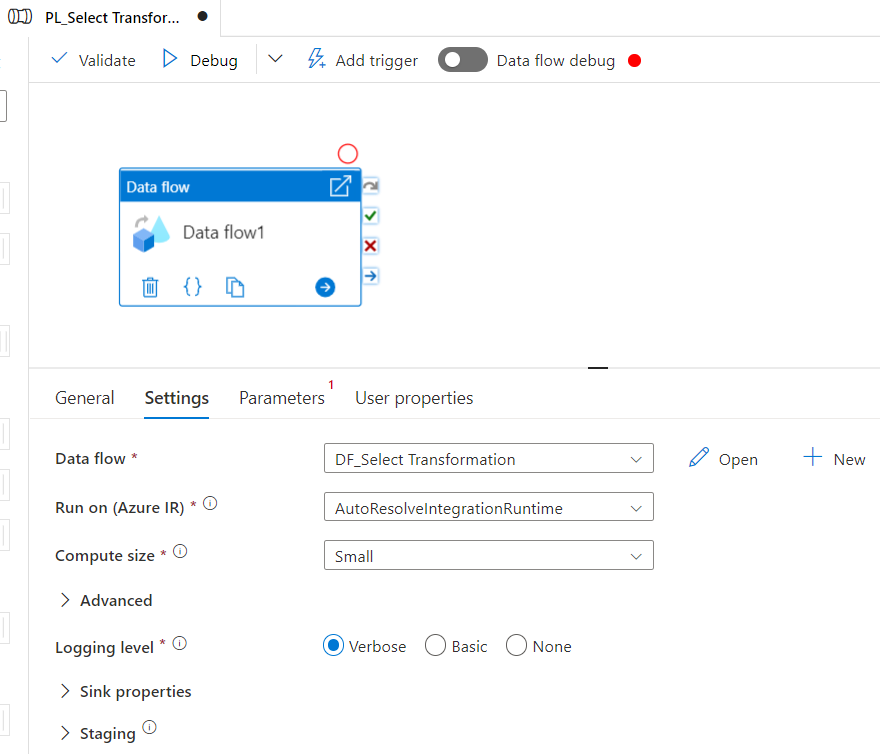 PL_Select Transfor...
Validate Debug Add trigger Data flow debug
Data flow
Data flow1
General Settings Parameters 1 User properties
Data flow * DF_Select Transformation Open New
Run on (Azure IR) * AutoResolveIntegrationRuntime
Compute size * Small
Advanced
Logging level * Verbose Basic None
Sink properties
Staging